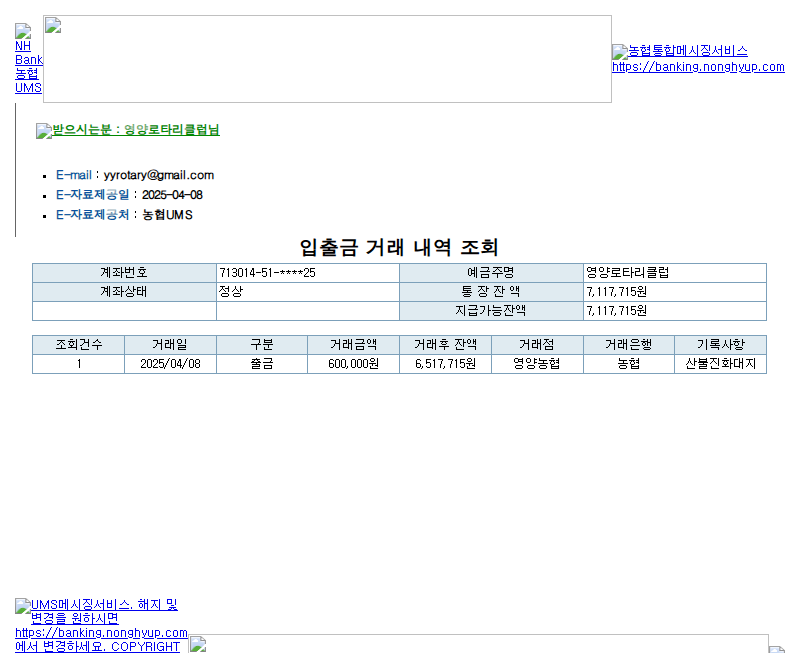 NH
Bank
농협
UMS
농협통합메시징서비스
https://banking.nonghyup.com
받으시는분 : 영양로타리클럽님
E-mail : yyrotary@gmail.com
E-자료제공일 : 2025-04-08
E-자료제공처 : 농협UMS
입출금 거래 내역 조회
계좌번호 713014-51-****25 예금주명 영양로타리클럽
계좌상태 정상 통 장 잔 액 7,117,715원
지급가능잔액 7,117,715원
조회건수 거래일 구분 거래금액 거래후 잔액 거래점 거래은행 기록사항
1 2025/04/08 출금 600,000원 6,517,715원 영양농협 농협 산불진화대지
UMS메시징서비스. 해지 및
변경을 원하시면
https://banking.nonghyup.com
에서 변경하세요. COPYRIGHT